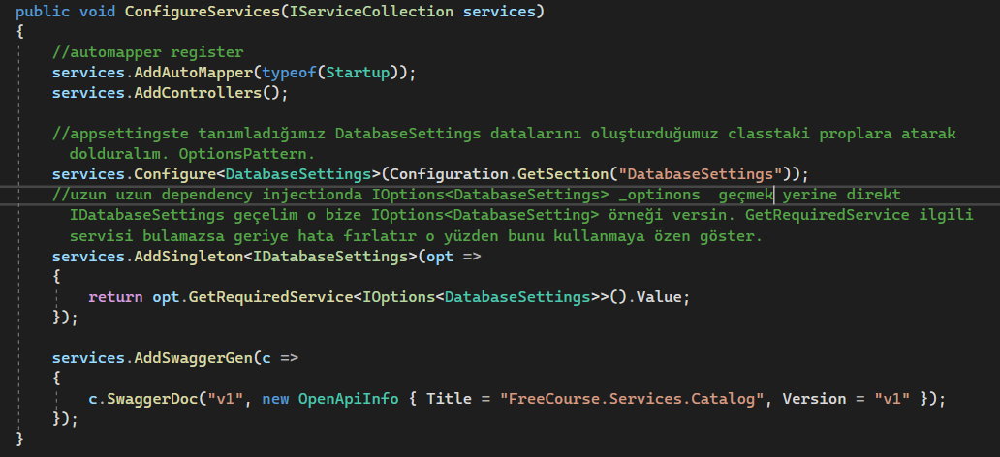 public void ConfigureServices(IServiceCollection services)
{
//automapper register
services.AddAutoMapper(typeof(Startup));
services.AddControllers();
//appsettingste tanımladığımız DatabaseSettings datalarını oluşturduğumuz classtaki proplara atarak
dolduralım. OptionsPattern.
services.Configure<DatabaseSettings>(Configuration.GetSection("DatabaseSettings"));
//uzun uzun dependency injectionda IOptions<DatabaseSettings> _optinons  geçmek yerine direkt
IDatabaseSettings geçelim o bize IOptions<DatabaseSetting> örneği versin. GetRequiredService ilgili
servisi bulamazsa geriye hata fırlatır o yüzden bunu kullanmaya özen göster.
services.AddSingleton<IDatabaseSettings>(opt =>
{
return opt.GetRequiredService<IOptions<DatabaseSettings>>().Value;
});
services.AddSwaggerGen(c =>
{
c.SwaggerDoc("v1", new OpenApiInfo { Title = "FreeCourse.Services.Catalog", Version = "v1" });
});
}